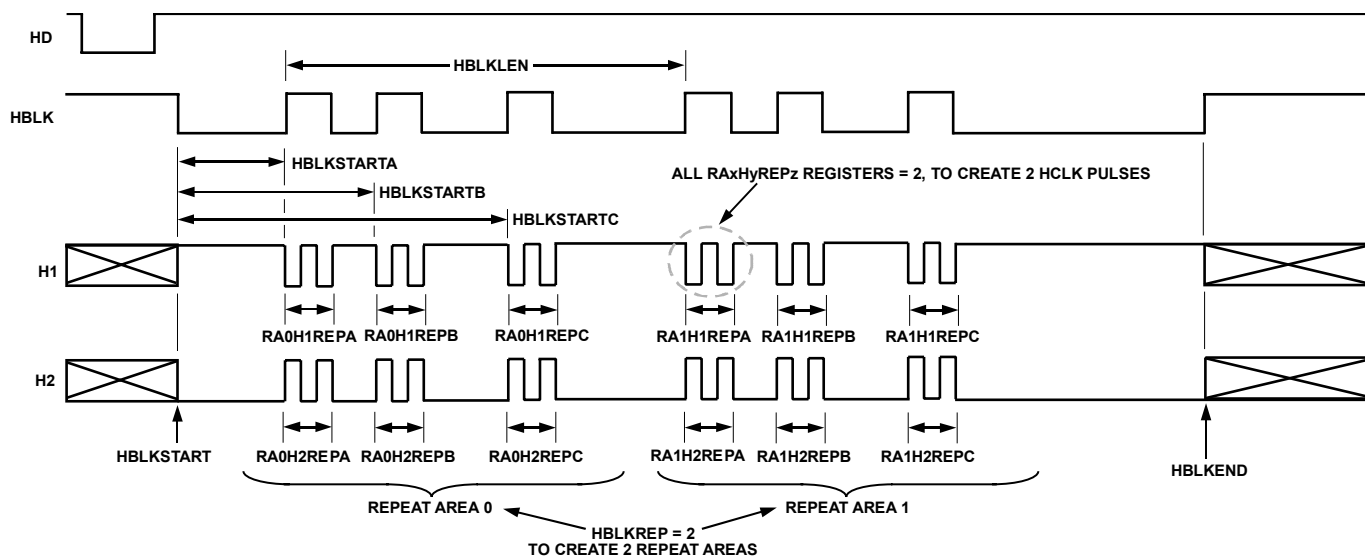 HD
HBLKLEN
HBLK
HBLKSTARTA
ALL RAxHyREPz REGISTERS = 2, TO CREATE 2 HCLK PULSES
HBLKSTARTB
HBLKSTARTC
H1
RA0H1REPA
RA0H1REPB
RA0H1REPC
RA1H1REPA
RA1H1REPB
RA1H1REPC
H2
HBLKSTART
RA0H2REPA
RA0H2REPB
RA0H2REPC
RA1H2REPA
RA1H2REPB
RA1H2REPC
HBLKEND
REPEAT AREA 0
REPEAT AREA 1
HBLKREP = 2
TO CREATE 2 REPEAT AREAS